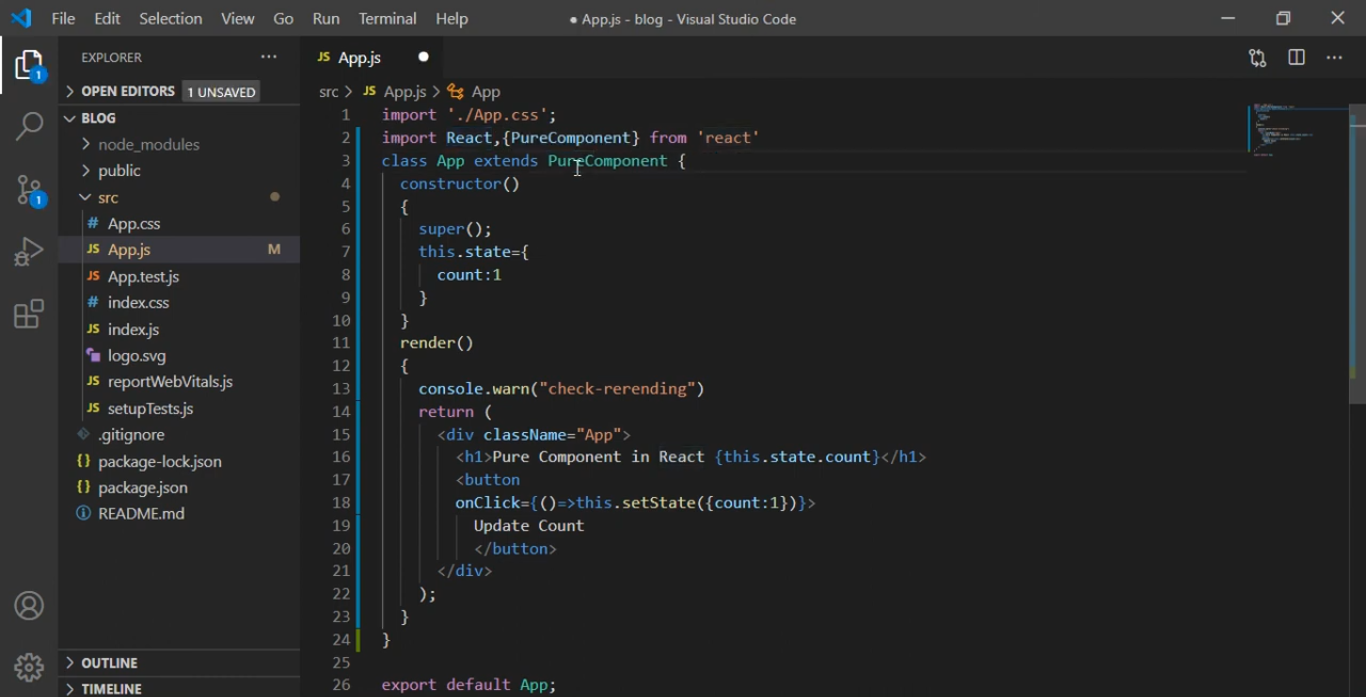 File Edit Selection View Go Run Terminal Help ● App.js - blog - Visual Studio Code
EXPLORER ···
OPEN EDITORS 1 UNSAVED
BLOG
node_modules
public
src
# App.css
JS App.js M
JS App.test.js
# index.css
JS index.js
logo.svg
JS reportWebVitals.js
JS setupTests.js
.gitignore
{} package-lock.json
{} package.json
README.md
OUTLINE
TIMELINE
1
1
JS App.js ●
src > JS App.js > App
1 import './App.css';
2 import React,{PureComponent} from 'react'
3 class App extends PureComponent {
4 constructor()
5 {
6 super();
7 this.state={
8 count:1
9 }
10 }
11 render()
12 {
13 console.warn("check-rerending")
14 return (
15 <div className="App">
16 <h1>Pure Component in React {this.state.count}</h1>
17 <button
18 onClick={()=>this.setState({count:1})}>
19 Update Count
20 </button>
21 </div>
22 );
23 }
24 }
25
26 export default App;